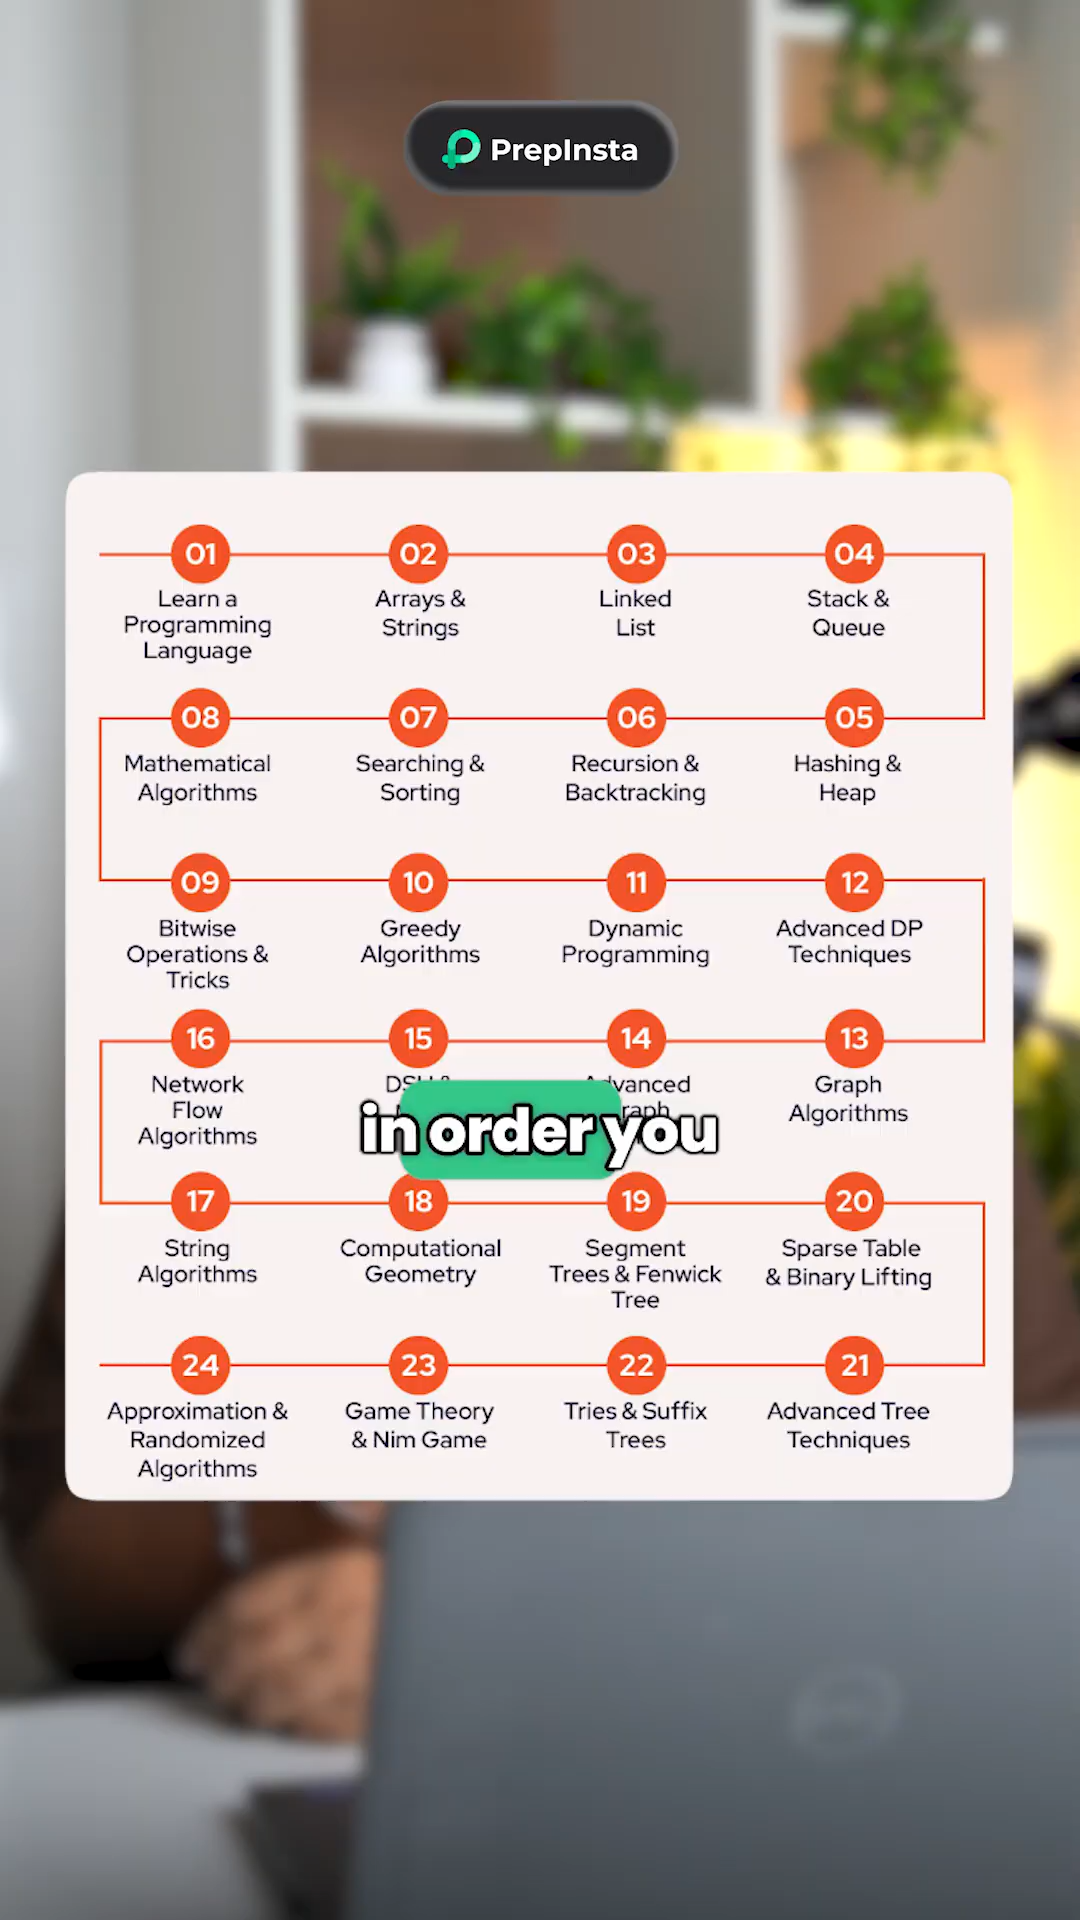 PrepInsta
01
Learn a
Programming
Language
02
Arrays &
Strings
03
Linked
List
04
Stack &
Queue
08
Mathematical
Algorithms
07
Searching &
Sorting
06
Recursion &
Backtracking
05
Hashing &
Heap
09
Bitwise
Operations &
Tricks
10
Greedy
Algorithms
11
Dynamic
Programming
12
Advanced DP
Techniques
16
Network
Flow
Algorithms
15
14
Advanced
13
Graph
Algorithms
in order you
17
String
Algorithms
18
Computational
Geometry
19
Segment
Trees & Fenwick
Tree
20
Sparse Table
& Binary Lifting
24
Approximation &
Randomized
Algorithms
23
Game Theory
& Nim Game
22
Tries & Suffix
Trees
21
Advanced Tree
Techniques